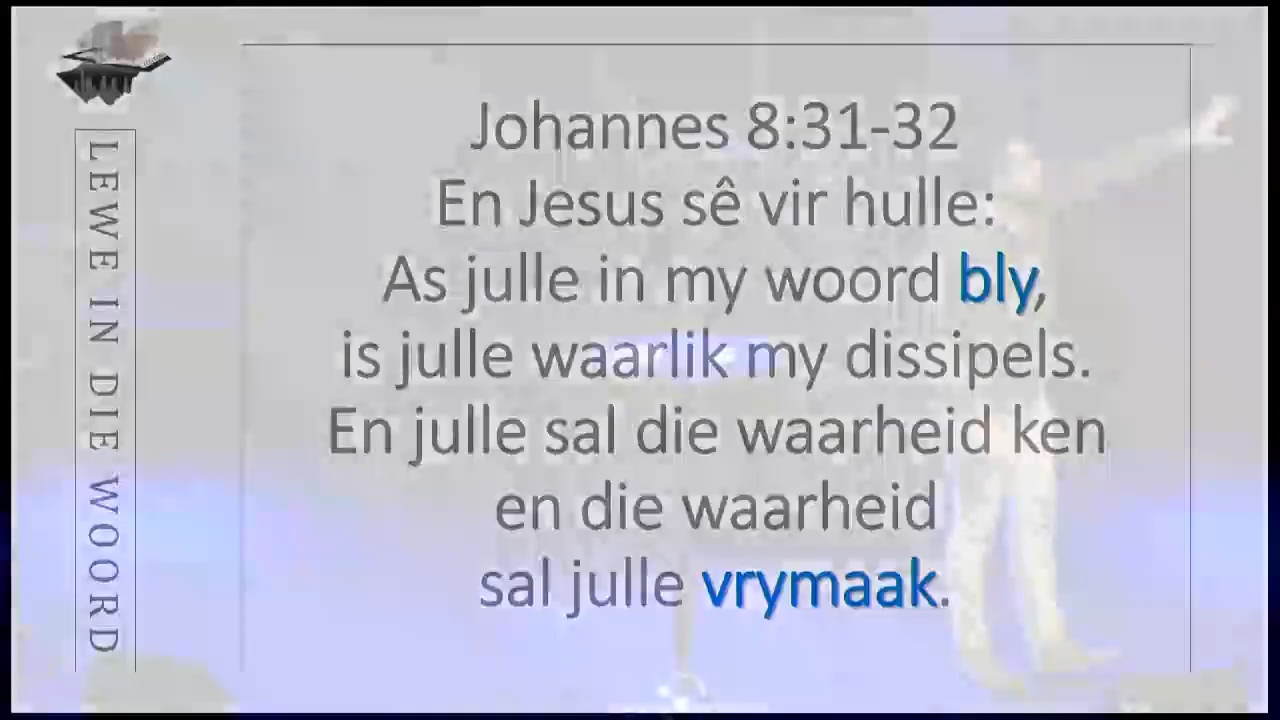 LEWE IN DIE WOORD
Johannes 8:31-32
En Jesus sê vir hulle:
As julle in my woord bly,
is julle waarlik my dissipels.
En julle sal die waarheid ken
en die waarheid
sal julle vrymaak.